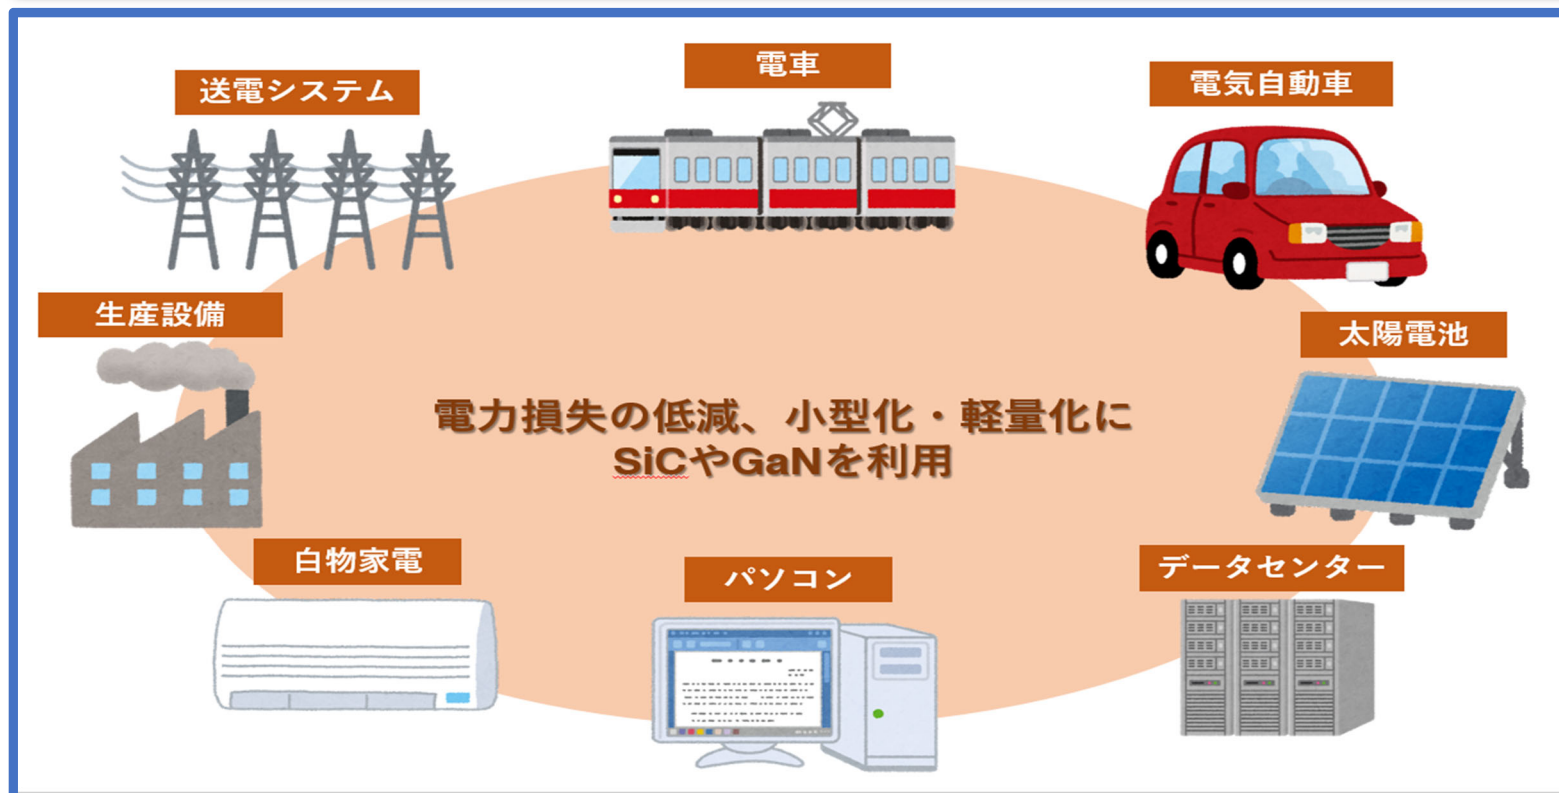 電車
送電システム
電気自動車
生産設備
太陽電池
電力損失の低減、小型化・軽量化に
SiCやGaNを利用
白物家電
パソコン
データセンター